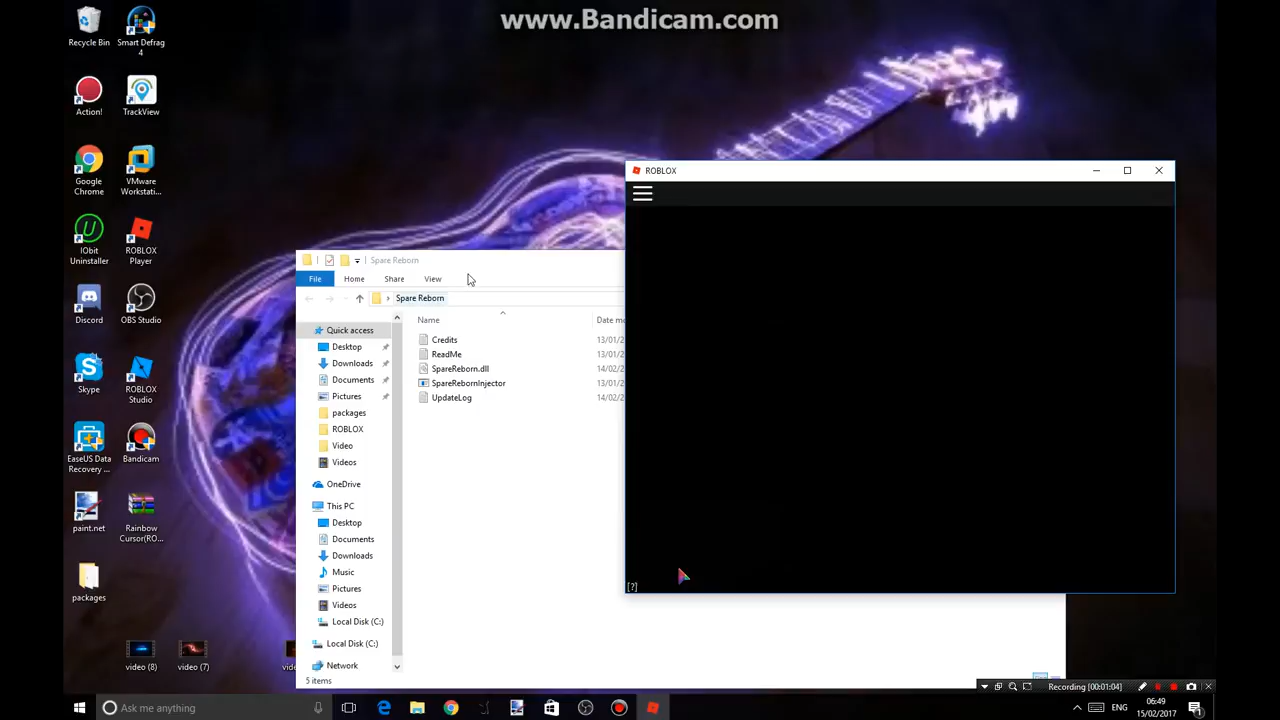 www.Bandicam.com
Recycle Bin
Smart Defrag 4
Action!
TrackView
Google Chrome
VMware Workstati...
IObit Uninstaller
ROBLOX Player
Discord
OBS Studio
Skype
ROBLOX Studio
EaseUS Data Recovery ...
Bandicam
paint.net
Rainbow Cursor(RO...
packages
video (8)
video (7)
Spare Reborn
File
Home
Share
View
Spare Reborn
Name
Date mo
Quick access
Desktop
Downloads
Documents
Pictures
packages
ROBLOX
Video
Videos
OneDrive
This PC
Desktop
Downloads
Documents
Music
Pictures
Videos
Local Disk (C:)
Local Disk (C:)
Network
Credits 13/01/2
ReadMe 13/01/2
SpareReborn.dll 14/02/2
SpareRebornInjector 13/01/2
UpdateLog 14/02/2
5 items
ROBLOX
[?]
Recording [00:01:04]
Ask me anything
ENG
06:49
15/02/2017